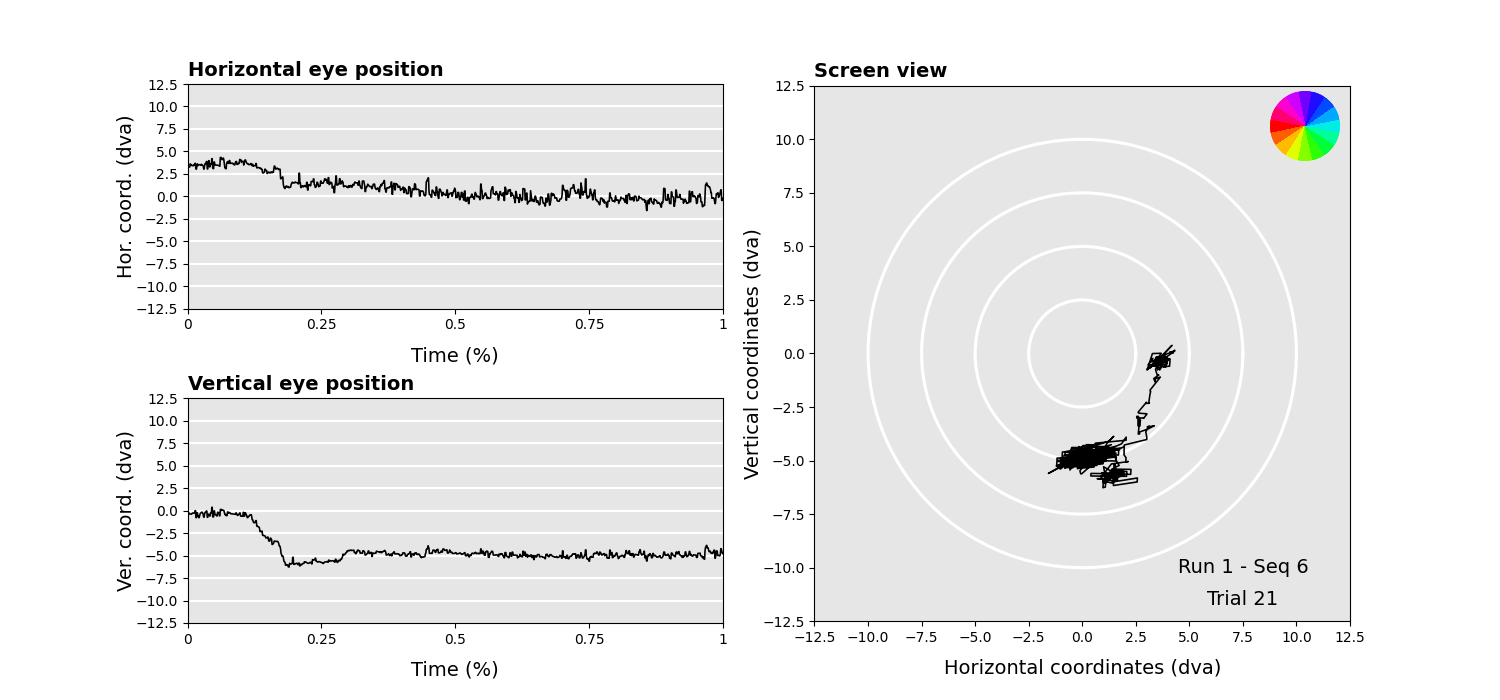 Horizontal eye position
Hor. coord. (dva)
12.5
10.0
7.5
5.0
2.5
0.0
−2.5
−5.0
−7.5
−10.0
−12.5
0 0.25 0.5 0.75 1
Time (%)
Vertical eye position
Ver. coord. (dva)
12.5
10.0
7.5
5.0
2.5
0.0
−2.5
−5.0
−7.5
−10.0
−12.5
0 0.25 0.5 0.75 1
Time (%)
Screen view
Vertical coordinates (dva)
12.5
10.0
7.5
5.0
2.5
0.0
−2.5
−5.0
−7.5
−10.0
−12.5
Run 1 - Seq 6
Trial 21
−12.5 −10.0 −7.5 −5.0 −2.5 0.0 2.5 5.0 7.5 10.0 12.5
Horizontal coordinates (dva)